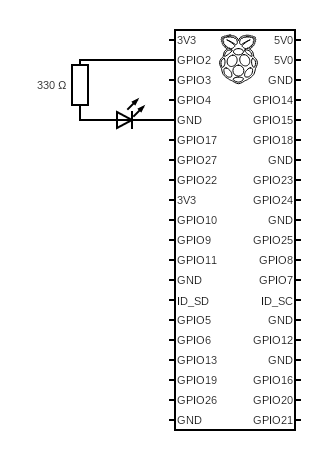 3V3 5V0
GPIO2 5V0
GPIO3 GND
330 Ω
GPIO4 GPIO14
GND GPIO15
GPIO17 GPIO18
GPIO27 GND
GPIO22 GPIO23
3V3 GPIO24
GPIO10 GND
GPIO9 GPIO25
GPIO11 GPIO8
GND GPIO7
ID_SD ID_SC
GPIO5 GND
GPIO6 GPIO12
GPIO13 GND
GPIO19 GPIO16
GPIO26 GPIO20
GND GPIO21